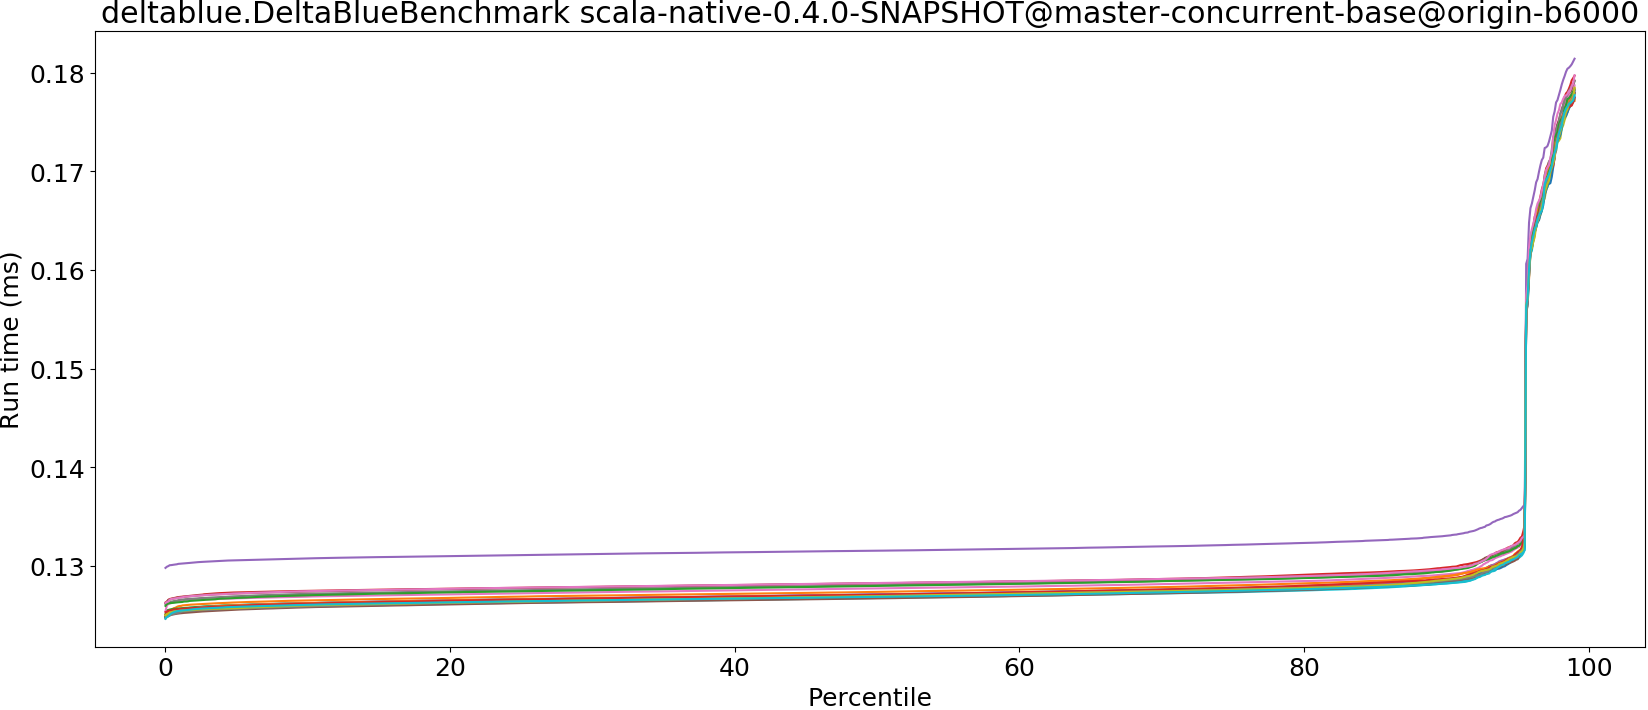 deltablue.DeltaBlueBenchmark scala-native-0.4.0-SNAPSHOT@master-concurrent-base@origin-b6000
0.18
0.17
0.16
0.15
0.14
0.13
Run time (ms)
0 20 40 60 80 100
Percentile